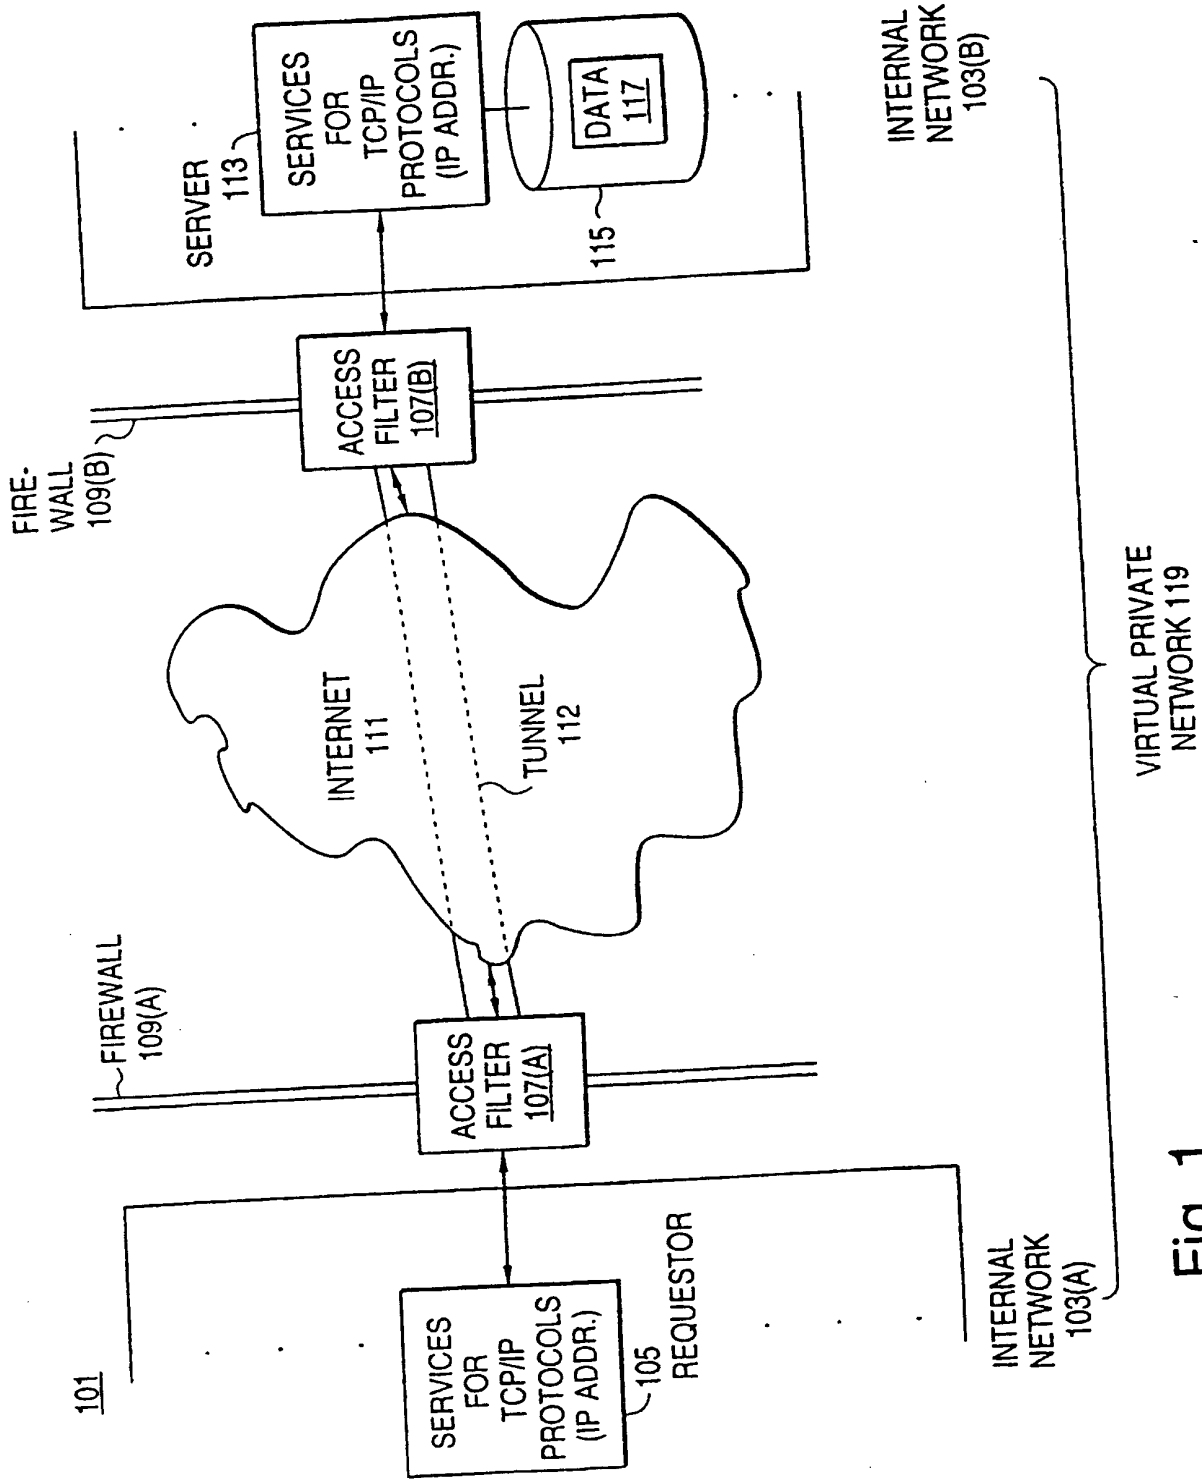 101
SERVICES
FOR
TCP/IP
PROTOCOLS
(IP ADDR.)
105
REQUESTOR
INTERNAL
NETWORK
103(A)
FIREWALL
109(A)
ACCESS
FILTER
107(A)
INTERNET
111
TUNNEL
112
FIRE-
WALL
109(B)
ACCESS
FILTER
107(B)
SERVER
113
SERVICES
FOR
TCP/IP
PROTOCOLS
(IP ADDR.)
115
DATA
117
INTERNAL
NETWORK
103(B)
VIRTUAL PRIVATE
NETWORK 119
Fig. 1